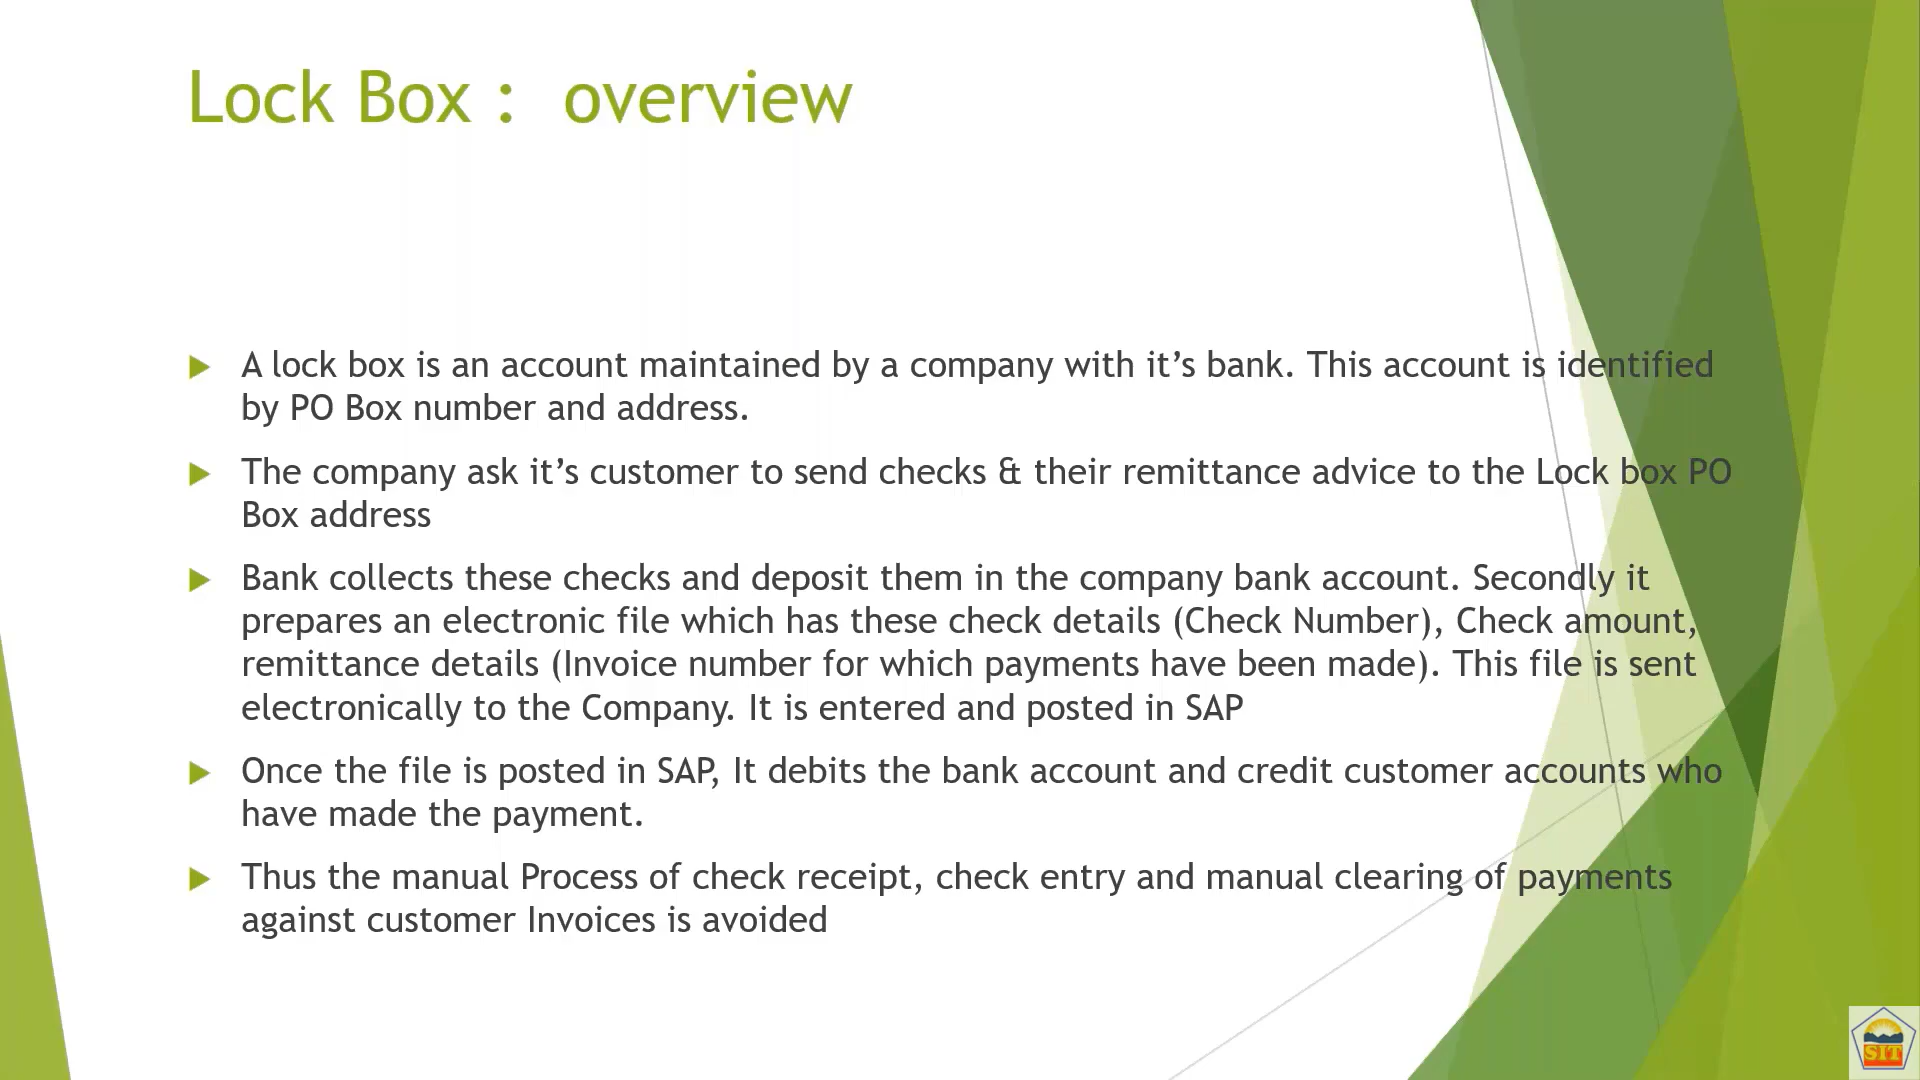 Lock Box :  overview
A lock box is an account maintained by a company with it’s bank. This account is identified
by PO Box number and address.
The company ask it’s customer to send checks & their remittance advice to the Lock box PO
Box address
Bank collects these checks and deposit them in the company bank account. Secondly it
prepares an electronic file which has these check details (Check Number), Check amount,
remittance details (Invoice number for which payments have been made). This file is sent
electronically to the Company. It is entered and posted in SAP
Once the file is posted in SAP, It debits the bank account and credit customer accounts who
have made the payment.
Thus the manual Process of check receipt, check entry and manual clearing of payments
against customer Invoices is avoided
SIT